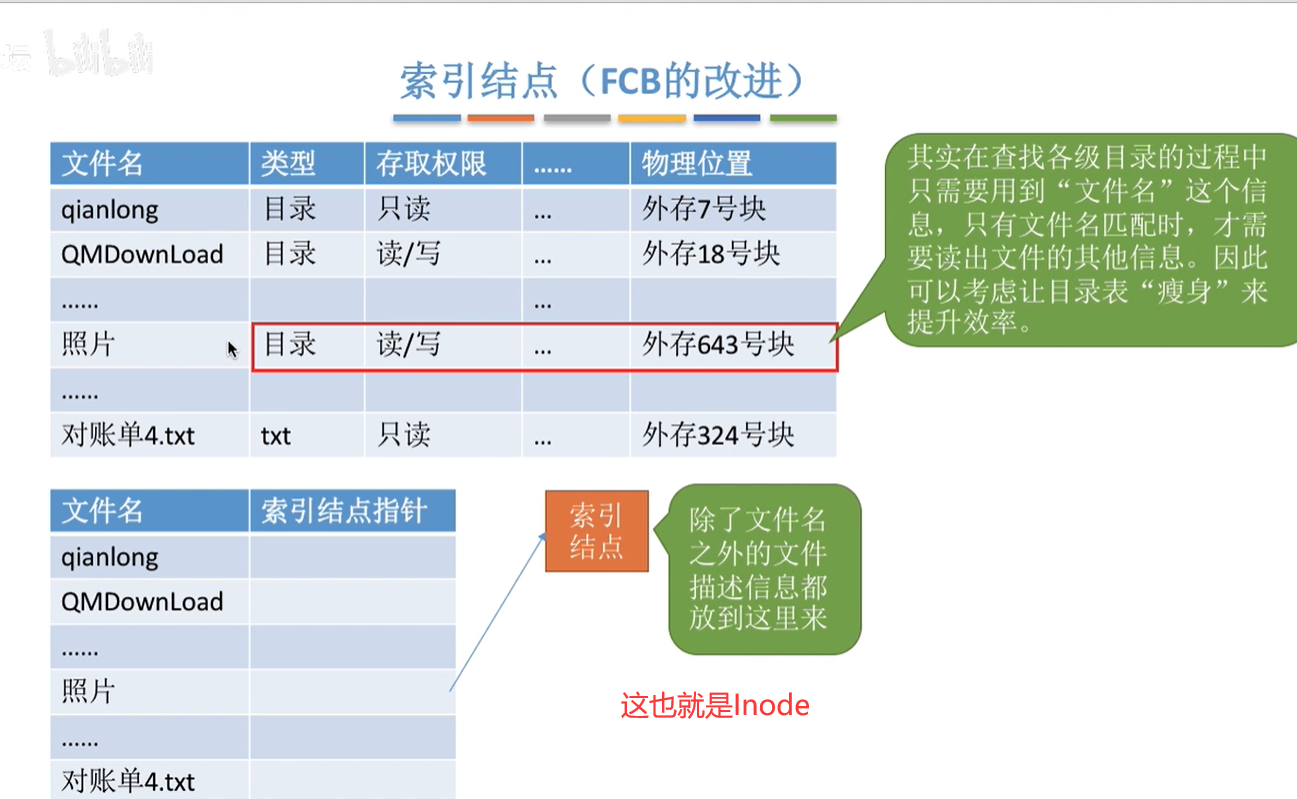 坛 bilibili
索引结点（FCB的改进）
文件名 类型 存取权限 …… 物理位置
qianlong 目录 只读 ... 外存7号块
QMDownLoad 目录 读/写 ... 外存18号块
…… ...
照片 目录 读/写 ... 外存643号块
……
对账单4.txt txt 只读 ... 外存324号块
其实在查找各级目录的过程中
只需要用到“文件名”这个信
息，只有文件名匹配时，才需
要读出文件的其他信息。因此
可以考虑让目录表“瘦身”来
提升效率。
文件名 索引结点指针
qianlong
QMDownLoad
……
照片
……
对账单4.txt
索引
结点
除了文件名
之外的文件
描述信息都
放到这里来
这也就是Inode